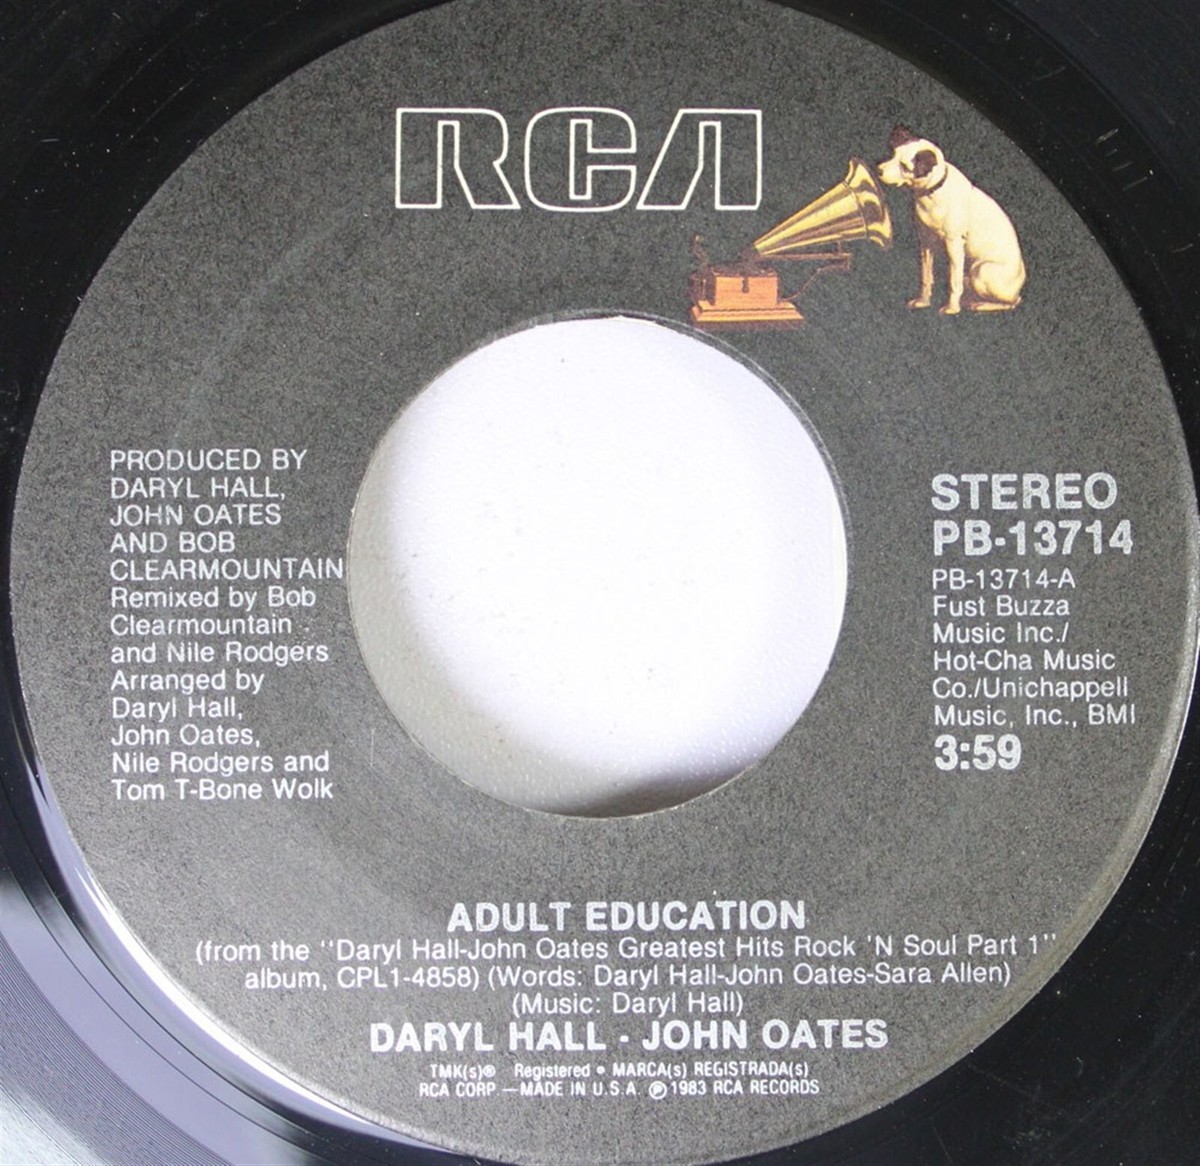 RCA
PRODUCED BY
DARYL HALL,
JOHN OATES
AND BOB
CLEARMOUNTAIN
Remixed by Bob
Clearmountain
and Nile Rodgers
Arranged by
Daryl Hall,
John Oates,
Nile Rodgers and
Tom T-Bone Wolk
STEREO
PB-13714
PB-13714-A
Fust Buzza
Music Inc./
Hot-Cha Music
Co./Unichappell
Music, Inc., BMI
3:59
ADULT EDUCATION
(from the "Daryl Hall-John Oates Greatest Hits Rock 'N Soul Part 1"
album, CPL1-4858) (Words: Daryl Hall-John Oates-Sara Allen)
(Music: Daryl Hall)
DARYL HALL - JOHN OATES
TMK(s)® Registered • MARCA(s) REGISTRADA(s)
RCA CORP.—MADE IN U.S.A. ℗1983 RCA RECORDS